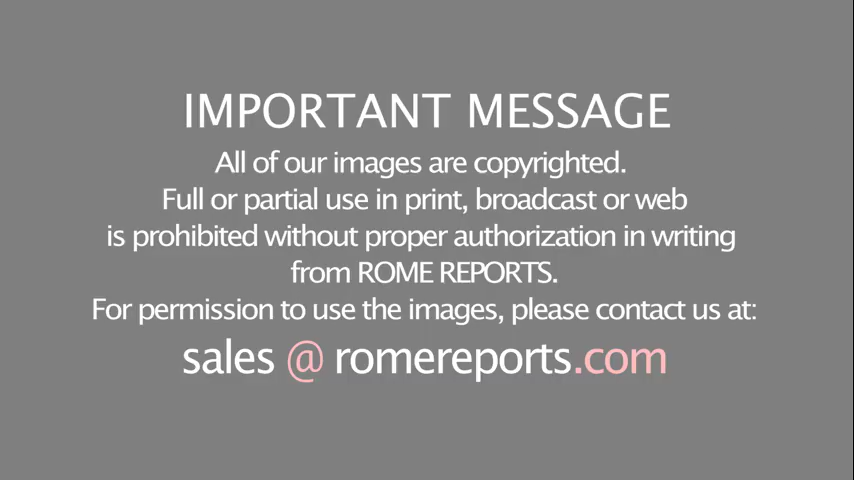 IMPORTANT MESSAGE
All of our images are copyrighted.
Full or partial use in print, broadcast or web
is prohibited without proper authorization in writing
from ROME REPORTS.
For permission to use the images, please contact us at:
sales @ romereports.com